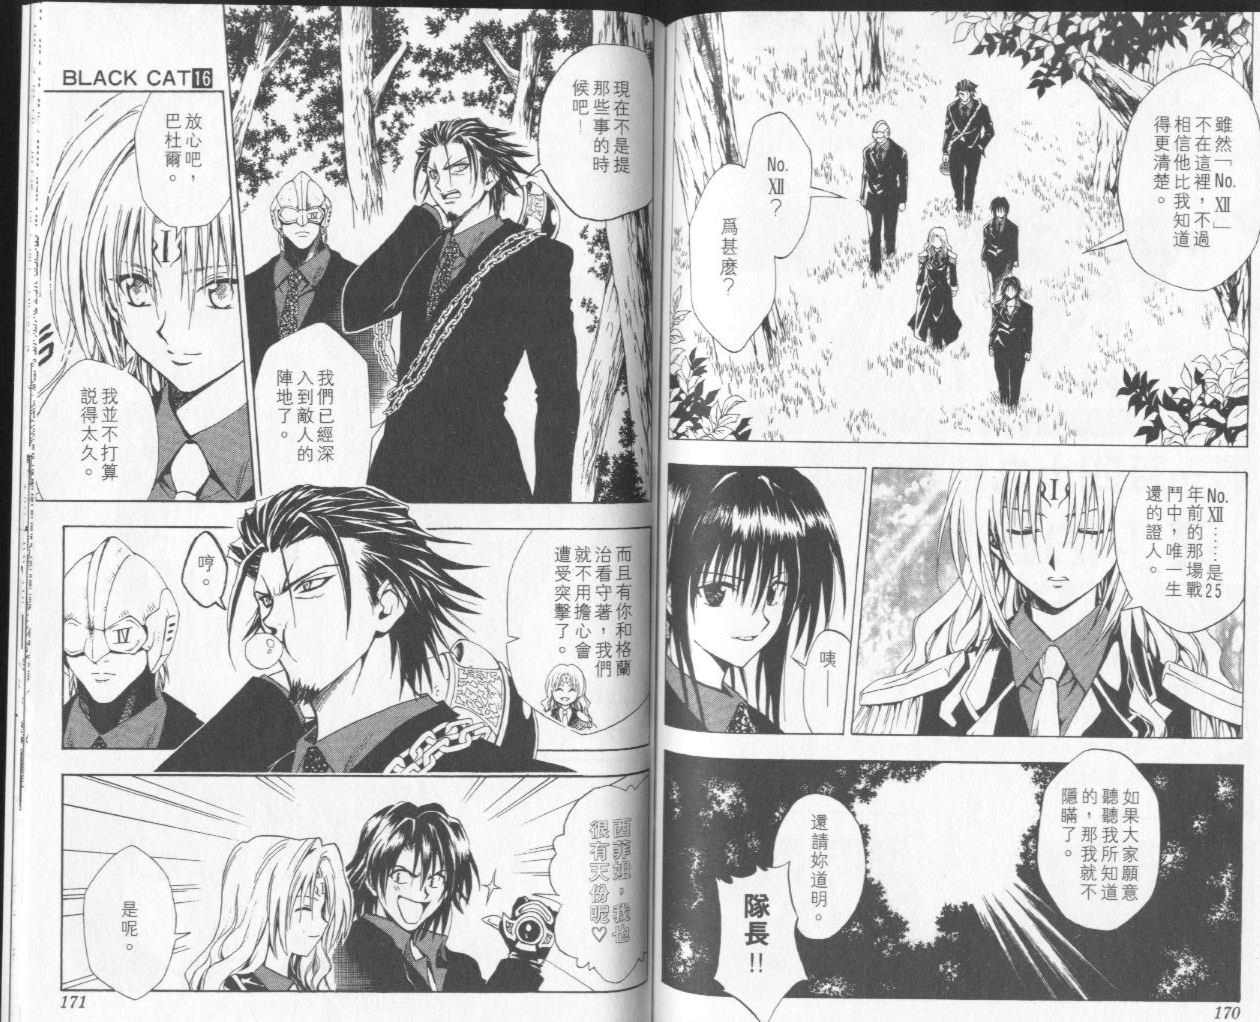 雖然「No.
XII」
不在這裡，不過
相信他比我知道
得更清楚。
No.
XII？
爲甚麼？
No.
XII……是25
年前的那場戰
鬥中，唯一生
還的證人。
I
咦
如果大家願意
聽聽我所知道
的，那我就不
隱瞞了。
還請妳道明。
隊長!!
170
BLACK CAT 16
現在不是提
那些事的時
候吧！
放心吧，
巴杜爾。
I
IV
我們已經深
入到敵人的
陣地了。
我並不打算
説得太久。
而且有你和格蘭
治看守著，我們
就不用擔心會
遭受突擊了。
哼。
IV
茜菲姐，我也
很有天份呢♡
是呢。
171